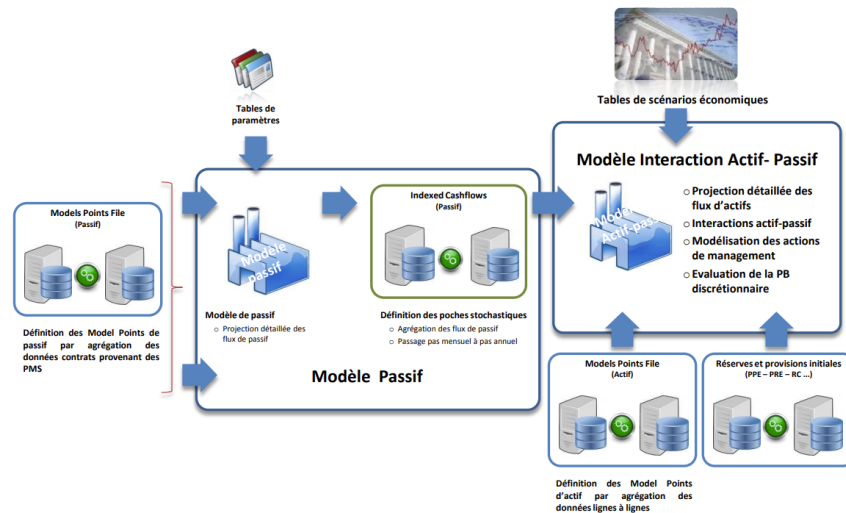 Tables de
paramètres
Tables de scénarios économiques
Models Points File
(Passif)
Définition des Model Points de
passif par agrégation des
données contrats provenant des
PMS
Modèle
passif
Modèle de passif
o Projection détaillée des
flux de passif
Indexed Cashflows
(Passif)
Définition des poches stochastiques
o Agrégation des flux de passif
o Passage pas mensuel à pas annuel
Modèle Passif
Modèle Interaction Actif- Passif
Modèle
Actif-passif
o Projection détaillée des
flux d'actifs
o Interactions actif-passif
o Modélisation des actions
de management
o Evaluation de la PB
discrétionnaire
Models Points File
(Actif)
Définition des Model Points
d'actif par agrégation des
données lignes à lignes
Réserves et provisions initiales
(PPE – PRE – RC ...)